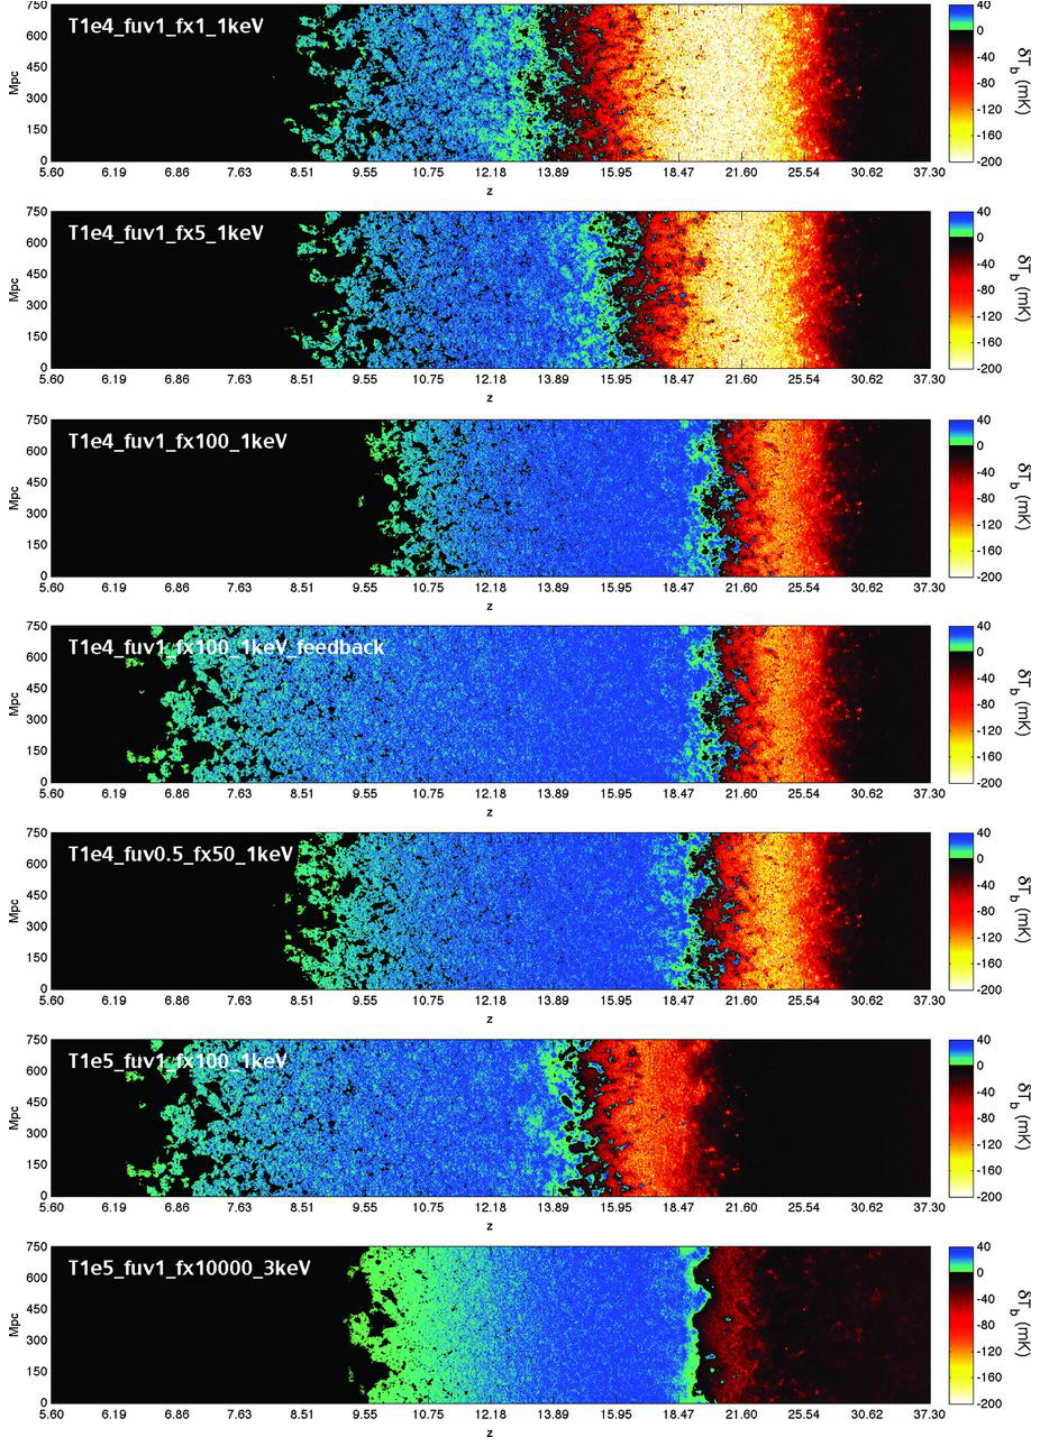 T1e4_fuv1_fx1_1keV
750
600
450
300
150
0
Mpc
5.60 6.19 6.86 7.63 8.51 9.55 10.75 12.18 13.89 15.95 18.47 21.60 25.54 30.62 37.30
z
40
0
-40
-80
-120
-160
-200
δT_b (mK)
T1e4_fuv1_fx5_1keV
750
600
450
300
150
0
Mpc
5.60 6.19 6.86 7.63 8.51 9.55 10.75 12.18 13.89 15.95 18.47 21.60 25.54 30.62 37.30
z
40
0
-40
-80
-120
-160
-200
δT_b (mK)
T1e4_fuv1_fx100_1keV
750
600
450
300
150
0
Mpc
5.60 6.19 6.86 7.63 8.51 9.55 10.75 12.18 13.89 15.95 18.47 21.60 25.54 30.62 37.30
z
40
0
-40
-80
-120
-160
-200
δT_b (mK)
T1e4_fuv1_fx100_1keV_feedback
750
600
450
300
150
0
Mpc
5.60 6.19 6.86 7.63 8.51 9.55 10.75 12.18 13.89 15.95 18.47 21.60 25.54 30.62 37.30
z
40
0
-40
-80
-120
-160
-200
δT_b (mK)
T1e4_fuv0.5_fx50_1keV
750
600
450
300
150
0
Mpc
5.60 6.19 6.86 7.63 8.51 9.55 10.75 12.18 13.89 15.95 18.47 21.60 25.54 30.62 37.30
z
40
0
-40
-80
-120
-160
-200
δT_b (mK)
T1e5_fuv1_fx100_1keV
750
600
450
300
150
0
Mpc
5.60 6.19 6.86 7.63 8.51 9.55 10.75 12.18 13.89 15.95 18.47 21.60 25.54 30.62 37.30
z
40
0
-40
-80
-120
-160
-200
δT_b (mK)
T1e5_fuv1_fx10000_3keV
750
600
450
300
150
0
Mpc
5.60 6.19 6.86 7.63 8.51 9.55 10.75 12.18 13.89 15.95 18.47 21.60 25.54 30.62 37.30
z
40
0
-40
-80
-120
-160
-200
δT_b (mK)